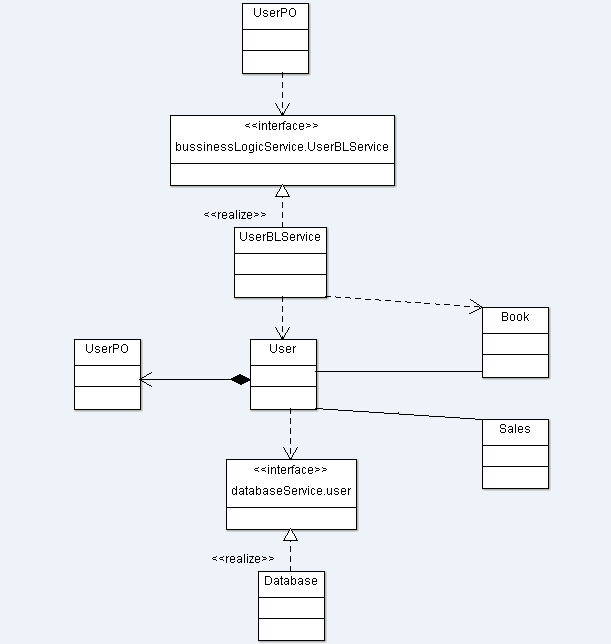 UserPO
<<interface>>
bussinessLogicService.UserBLService
<<realize>>
UserBLService
Book
UserPO
User
Sales
<<interface>>
databaseService.user
<<realize>>
Database